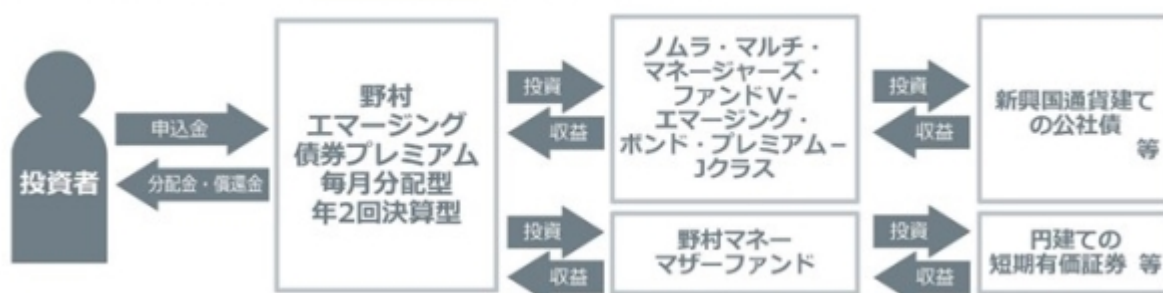 投資者
申込金
分配金・償還金
野村
エマージング
債券プレミアム
毎月分配型
年2回決算型
投資
収益
ノムラ・マルチ・
マネージャーズ・
ファンドⅤ-
エマージング・
ボンド・プレミアム－
Jクラス
投資
収益
新興国通貨建て
の公社債
等
投資
収益
野村マネー
マザーファンド
投資
収益
円建ての
短期有価証券 等